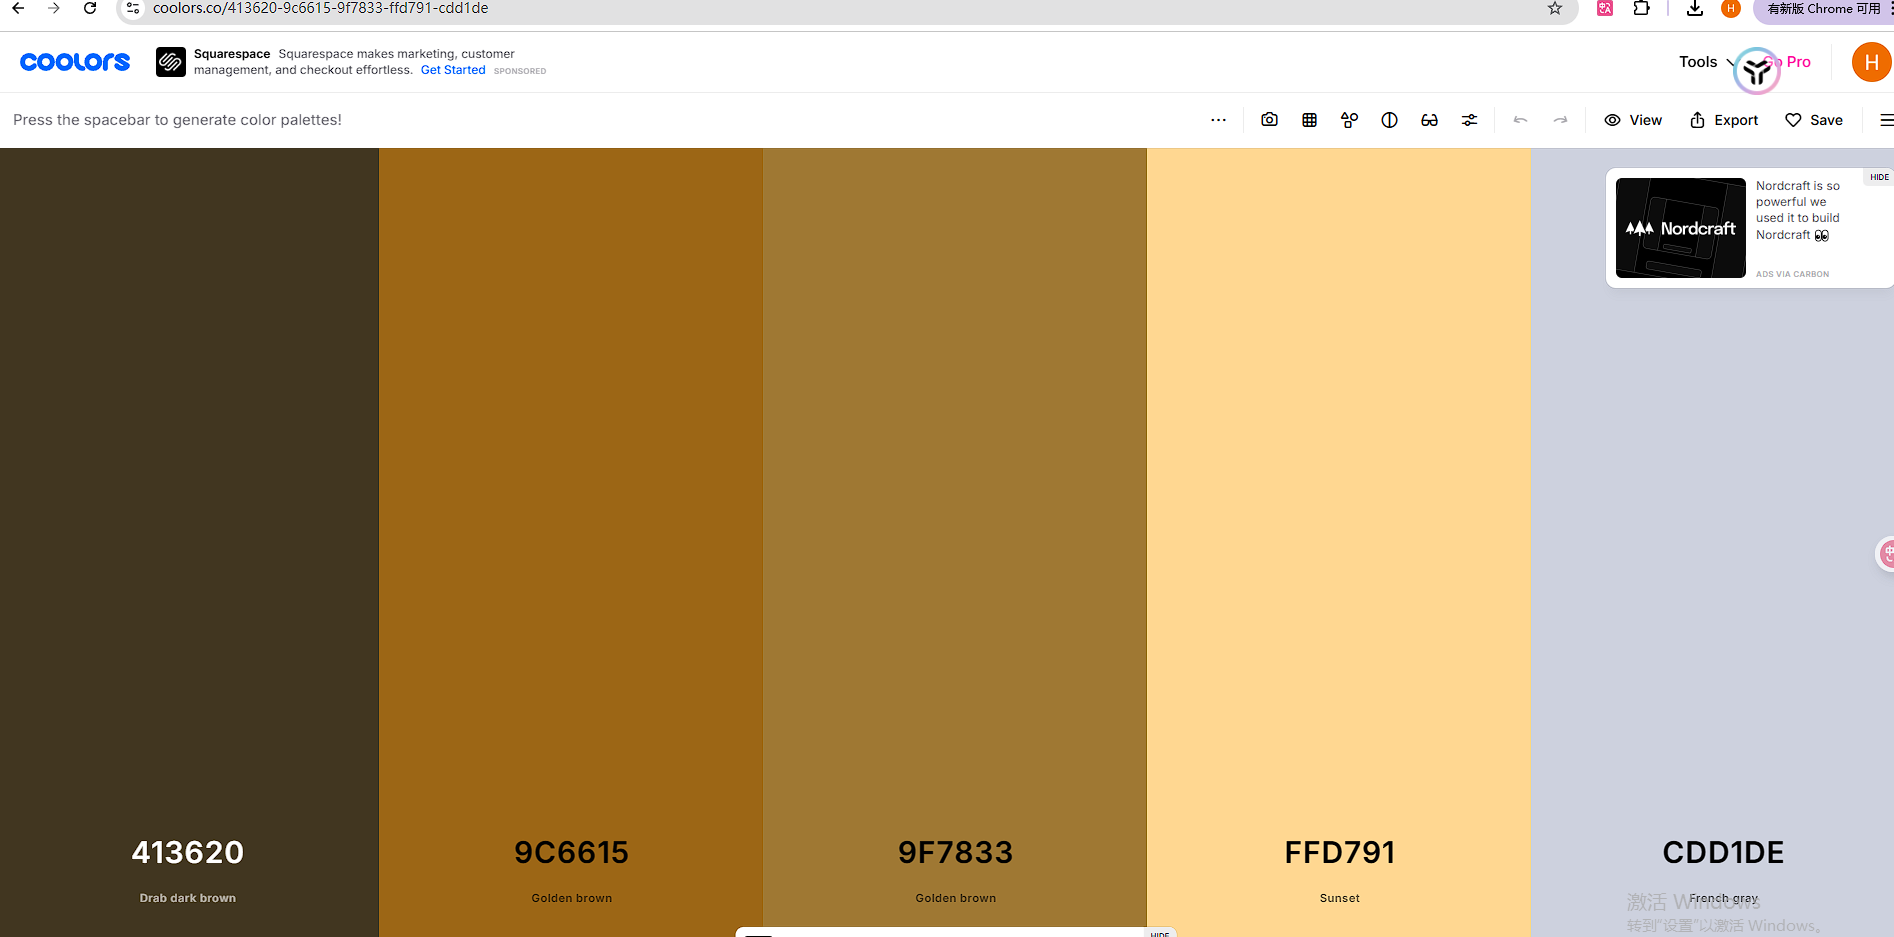 coolors.co/413620-9c6615-9f7833-ffd791-cdd1de
有新版 Chrome 可用
coolors
Squarespace Squarespace makes marketing, customer
management, and checkout effortless. Get Started SPONSORED
Tools
Pro
H
Press the spacebar to generate color palettes!
View
Export
Save
HIDE
Nordcraft
Nordcraft is so
powerful we
used it to build
Nordcraft 👀
ADS VIA CARBON
413620
Drab dark brown
9C6615
Golden brown
9F7833
Golden brown
FFD791
Sunset
CDD1DE
French gray
激活 Windows
转到"设置"以激活 Windows。
HIDE